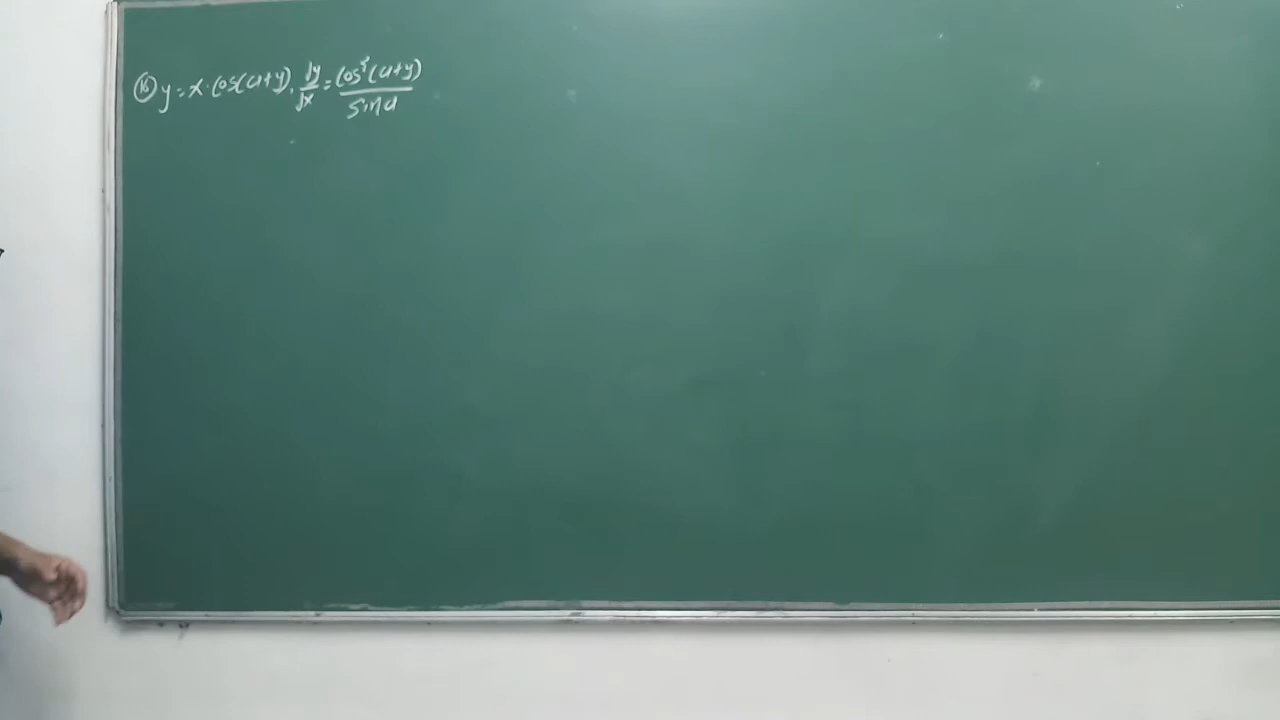 ⑯ y = x · cos(a+y), dy/dx = cos²(a+y)/sin a